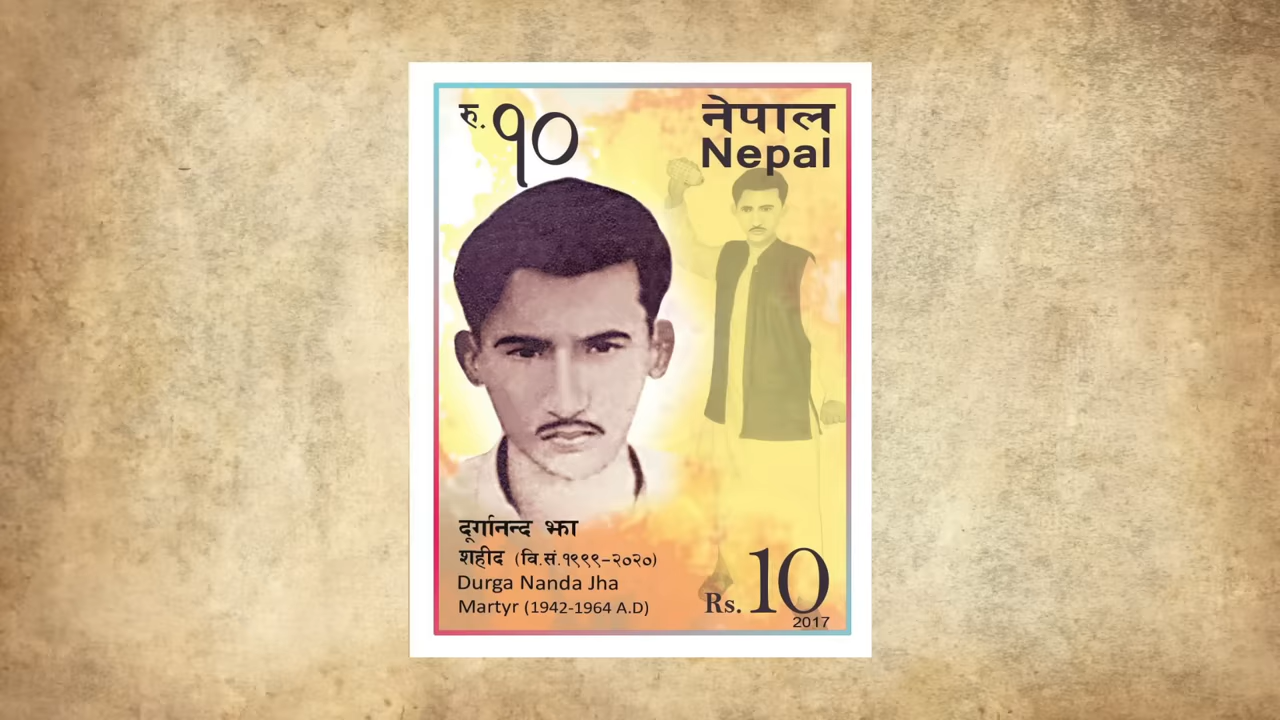 रु. १०
नेपाल
Nepal
दूर्गानन्द झा
शहीद (वि.सं.१९९९-२०२०)
Durga Nanda Jha
Martyr (1942-1964 A.D)
Rs. 10
2017